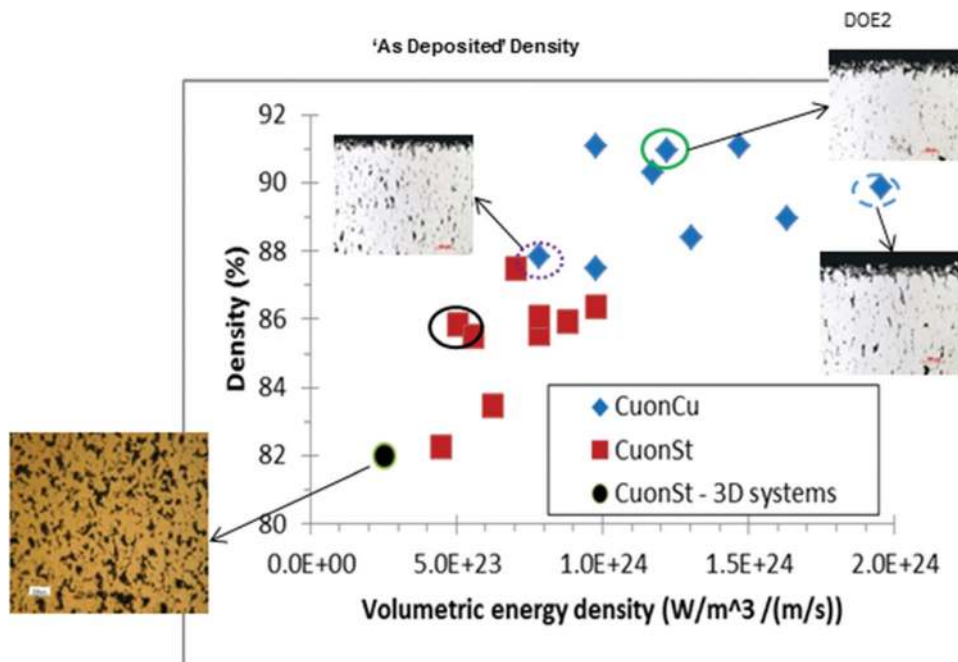 DOE2
‘As Deposited’ Density
92
90
88
86
84
82
80
Density (%)
CuonCu
CuonSt
CuonSt - 3D systems
0.0E+00 5.0E+23 1.0E+24 1.5E+24 2.0E+24
Volumetric energy density (W/m^3 /(m/s))